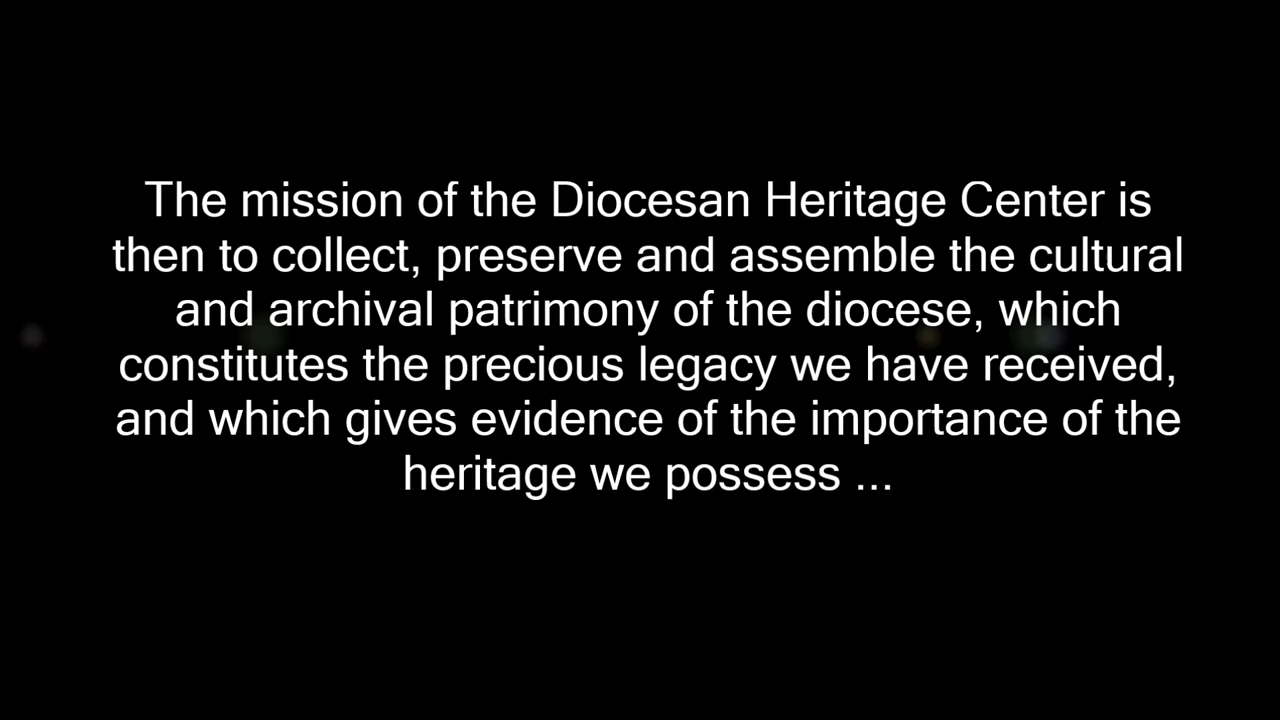 The mission of the Diocesan Heritage Center is
then to collect, preserve and assemble the cultural
and archival patrimony of the diocese, which
constitutes the precious legacy we have received,
and which gives evidence of the importance of the
heritage we possess ...